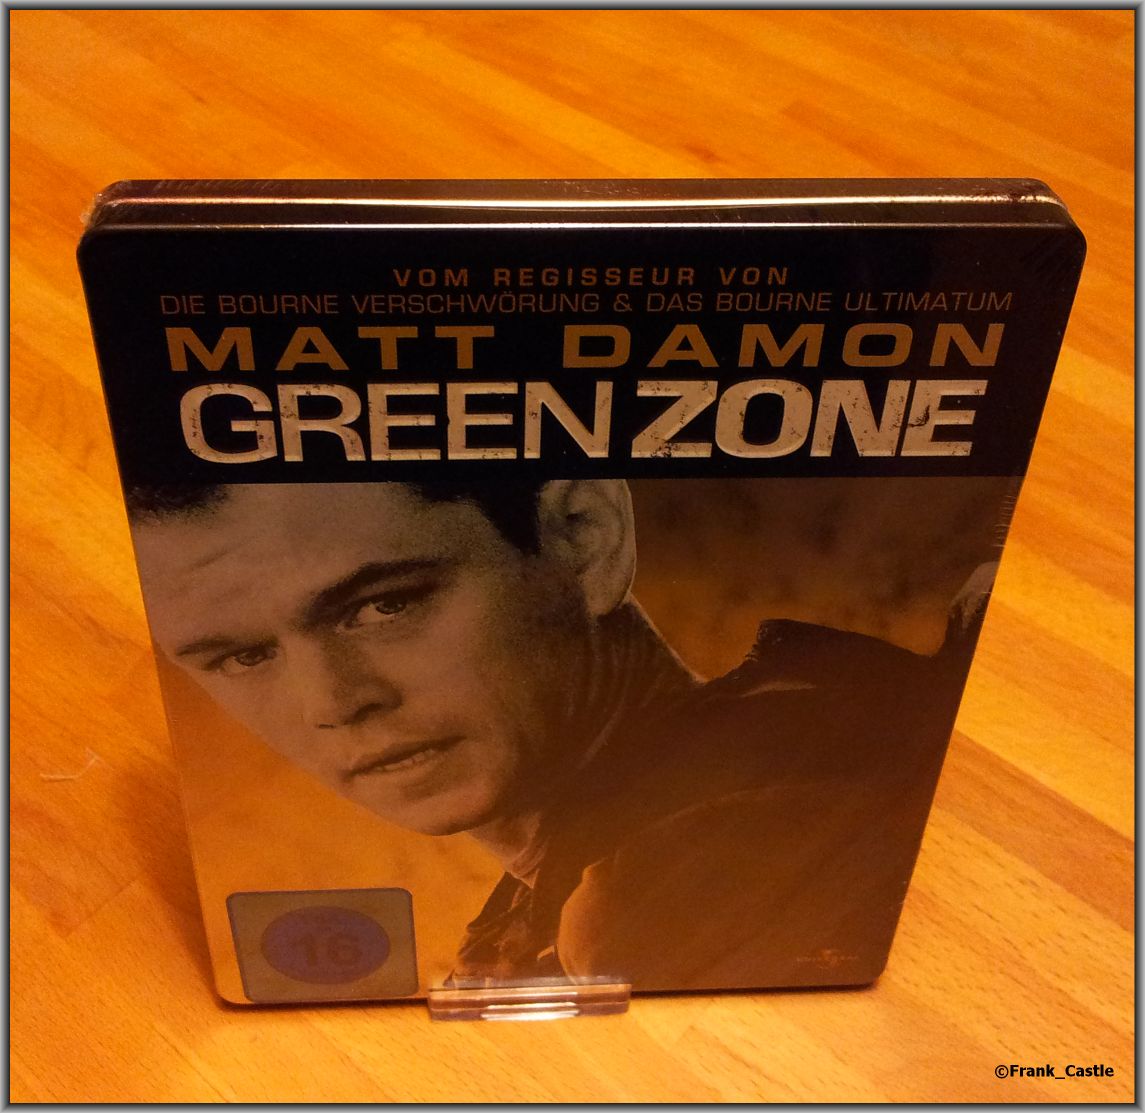 VOM REGISSEUR VON
DIE BOURNE VERSCHWÖRUNG & DAS BOURNE ULTIMATUM
MATT DAMON
GREEN ZONE
16
©Frank_Castle